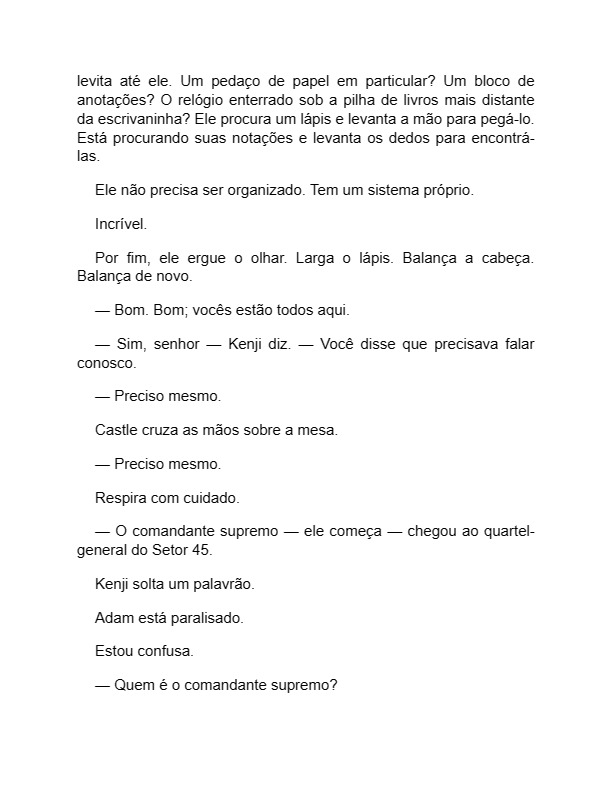 levita até ele. Um pedaço de papel em particular? Um bloco de
anotações? O relógio enterrado sob a pilha de livros mais distante
da escrivaninha? Ele procura um lápis e levanta a mão para pegá-lo.
Está procurando suas notações e levanta os dedos para encontrá-
las.
Ele não precisa ser organizado. Tem um sistema próprio.
Incrível.
Por fim, ele ergue o olhar. Larga o lápis. Balança a cabeça.
Balança de novo.
— Bom. Bom; vocês estão todos aqui.
— Sim, senhor — Kenji diz. — Você disse que precisava falar
conosco.
— Preciso mesmo.
Castle cruza as mãos sobre a mesa.
— Preciso mesmo.
Respira com cuidado.
— O comandante supremo — ele começa — chegou ao quartel-
general do Setor 45.
Kenji solta um palavrão.
Adam está paralisado.
Estou confusa.
— Quem é o comandante supremo?